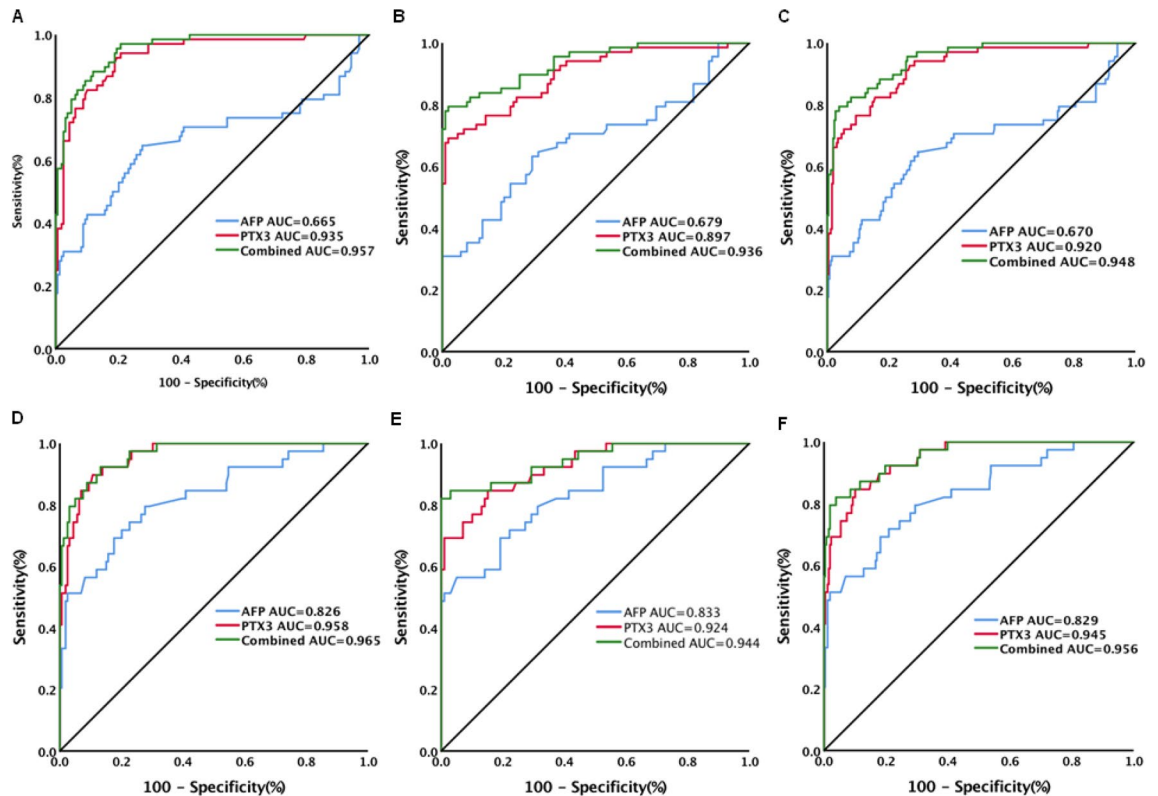 A
1.0
0.8
0.6
0.4
0.2
0.0
Sensitivity(%)
AFP AUC=0.665
PTX3 AUC=0.935
Combined AUC=0.957
0.0 0.2 0.4 0.6 0.8 1.0
100 - Specificity(%)
B
1.0
0.8
0.6
0.4
0.2
0.0
Sensitivity(%)
AFP AUC=0.679
PTX3 AUC=0.897
Combined AUC=0.936
0.0 0.2 0.4 0.6 0.8 1.0
100 - Specificity(%)
C
1.0
0.8
0.6
0.4
0.2
0.0
Sensitivity(%)
AFP AUC=0.670
PTX3 AUC=0.920
Combined AUC=0.948
0.0 0.2 0.4 0.6 0.8 1.0
100 - Specificity(%)
D
1.0
0.8
0.6
0.4
0.2
0.0
Sensitivity(%)
AFP AUC=0.826
PTX3 AUC=0.958
Combined AUC=0.965
0.0 0.2 0.4 0.6 0.8 1.0
100 - Specificity(%)
E
1.0
0.8
0.6
0.4
0.2
0.0
Sensitivity(%)
AFP AUC=0.833
PTX3 AUC=0.924
Combined AUC=0.944
0.0 0.2 0.4 0.6 0.8 1.0
100 - Specificity(%)
F
1.0
0.8
0.6
0.4
0.2
0.0
Sensitivity(%)
AFP AUC=0.829
PTX3 AUC=0.945
Combined AUC=0.956
0.0 0.2 0.4 0.6 0.8 1.0
100 - Specificity(%)